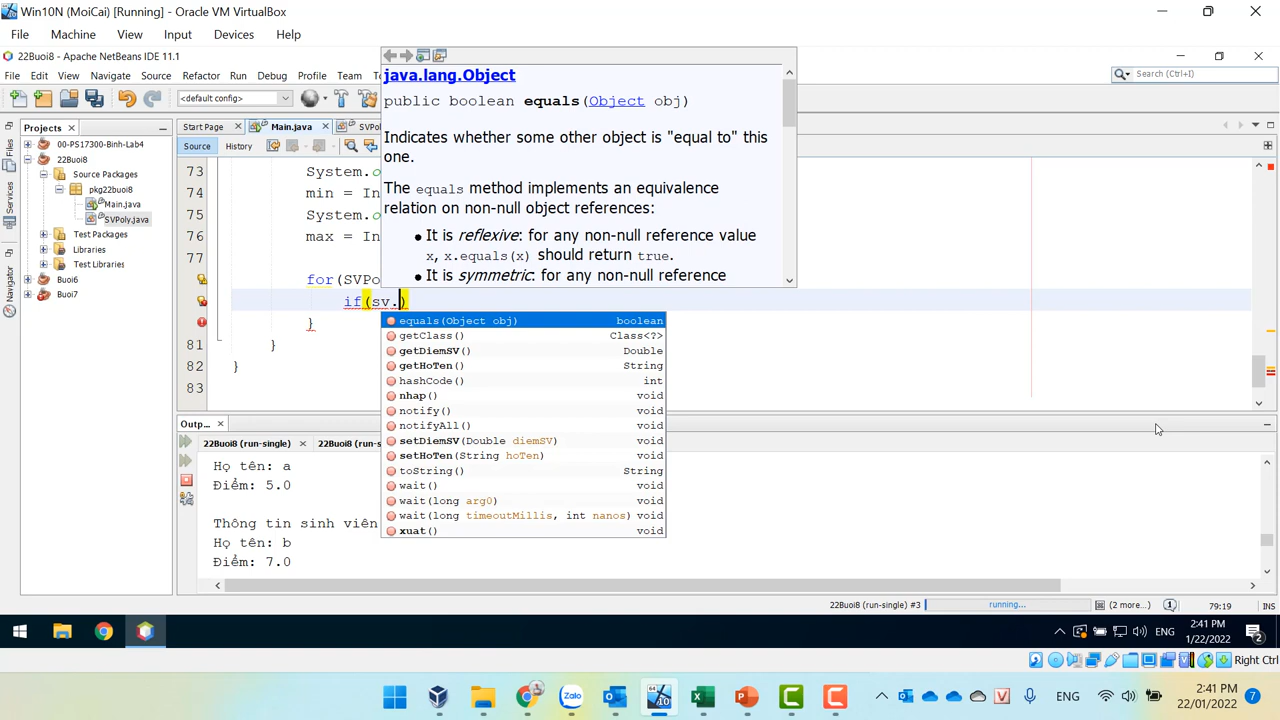 Win10N (MoiCai) [Running] - Oracle VM VirtualBox
File Machine View Input Devices Help
22Buoi8 - Apache NetBeans IDE 11.1
File Edit View Navigate Source Refactor Run Debug Profile Team
Search (Ctrl+I)
<default config>
java.lang.Object
public boolean equals(Object obj)
Indicates whether some other object is "equal to" this
one.
The equals method implements an equivalence
relation on non-null object references:
• It is reflexive: for any non-null reference value
x, x.equals(x) should return true.
• It is symmetric: for any non-null reference
Projects
00-PS17300-Binh-Lab4
22Buoi8
Source Packages
pkg22buoi8
Main.java
SVPoly.java
Test Packages
Libraries
Test Libraries
Buoi6
Buoi7
Services
Navigator
Start Page Main.java
Source History
73 System.o
74 min = In
75 System.o
76 max = In
77
for(SVPo
if(sv.)
}
81 }
82 }
83
equals(Object obj) boolean
getClass() Class<?>
getDiemSV() Double
getHoTen() String
hashCode() int
nhap() void
notify() void
notifyAll() void
setDiemSV(Double diemSV) void
setHoTen(String hoTen) void
toString() String
wait() void
wait(long arg0) void
wait(long timeoutMillis, int nanos) void
xuat() void
Outp...
22Buoi8 (run-single) 22Buoi8 (run-s
Họ tên: a
Điểm: 5.0
Thông tin sinh viên
Họ tên: b
Điểm: 7.0
22Buoi8 (run-single) #3 running... (2 more...) 1 79:19 INS
ENG 2:41 PM
1/22/2022
2
Right Ctrl
Zalo
64
10
ENG 2:41 PM
22/01/2022
7